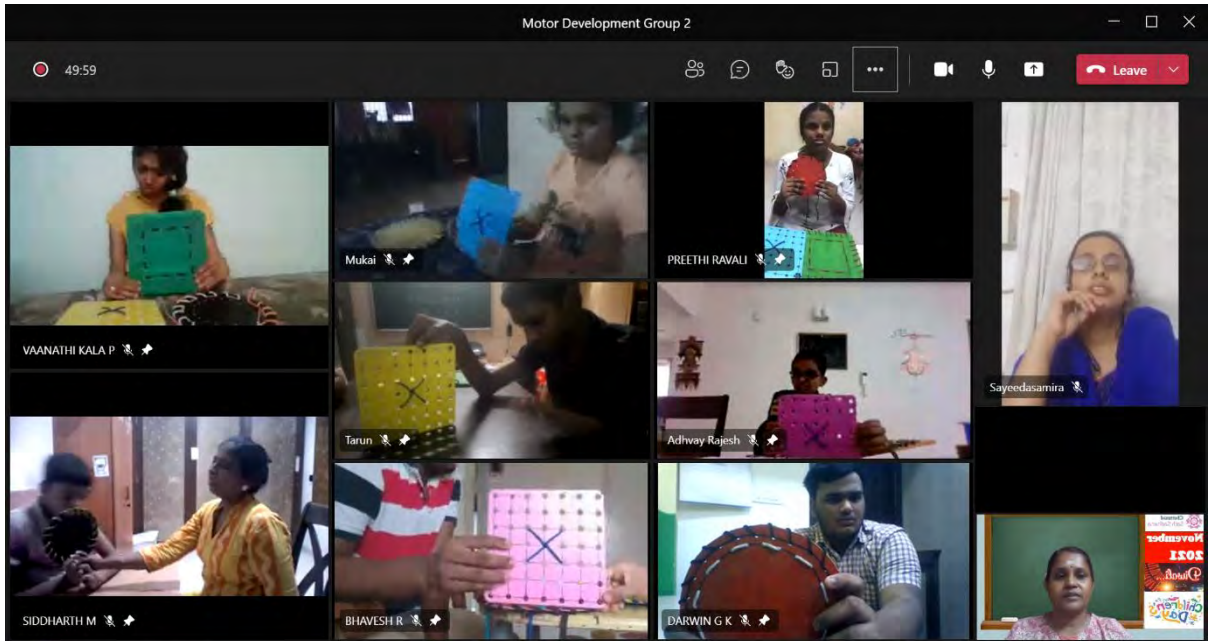 Motor Development Group 2
49:59
Leave
VAANATHI KALA P
Mukai
PREETHI RAVALI
Sayeedasamira
Tarun
Adhvay Rajesh
SIDDHARTH M
BHAVESH R
DARWIN G K
November
2021
Diwali
Children's
Day